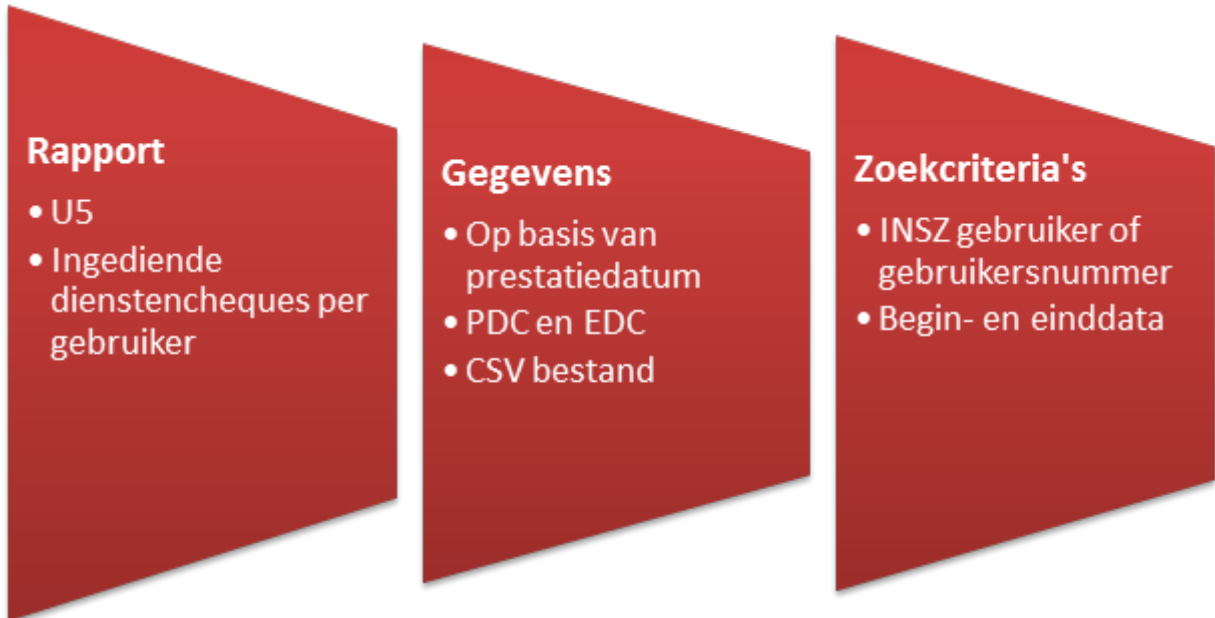 Rapport
• U5
• Ingediende
dienstencheques per
gebruiker
Gegevens
• Op basis van
prestatiedatum
• PDC en EDC
• CSV bestand
Zoekcriteria's
• INSZ gebruiker of
gebruikersnummer
• Begin- en einddata